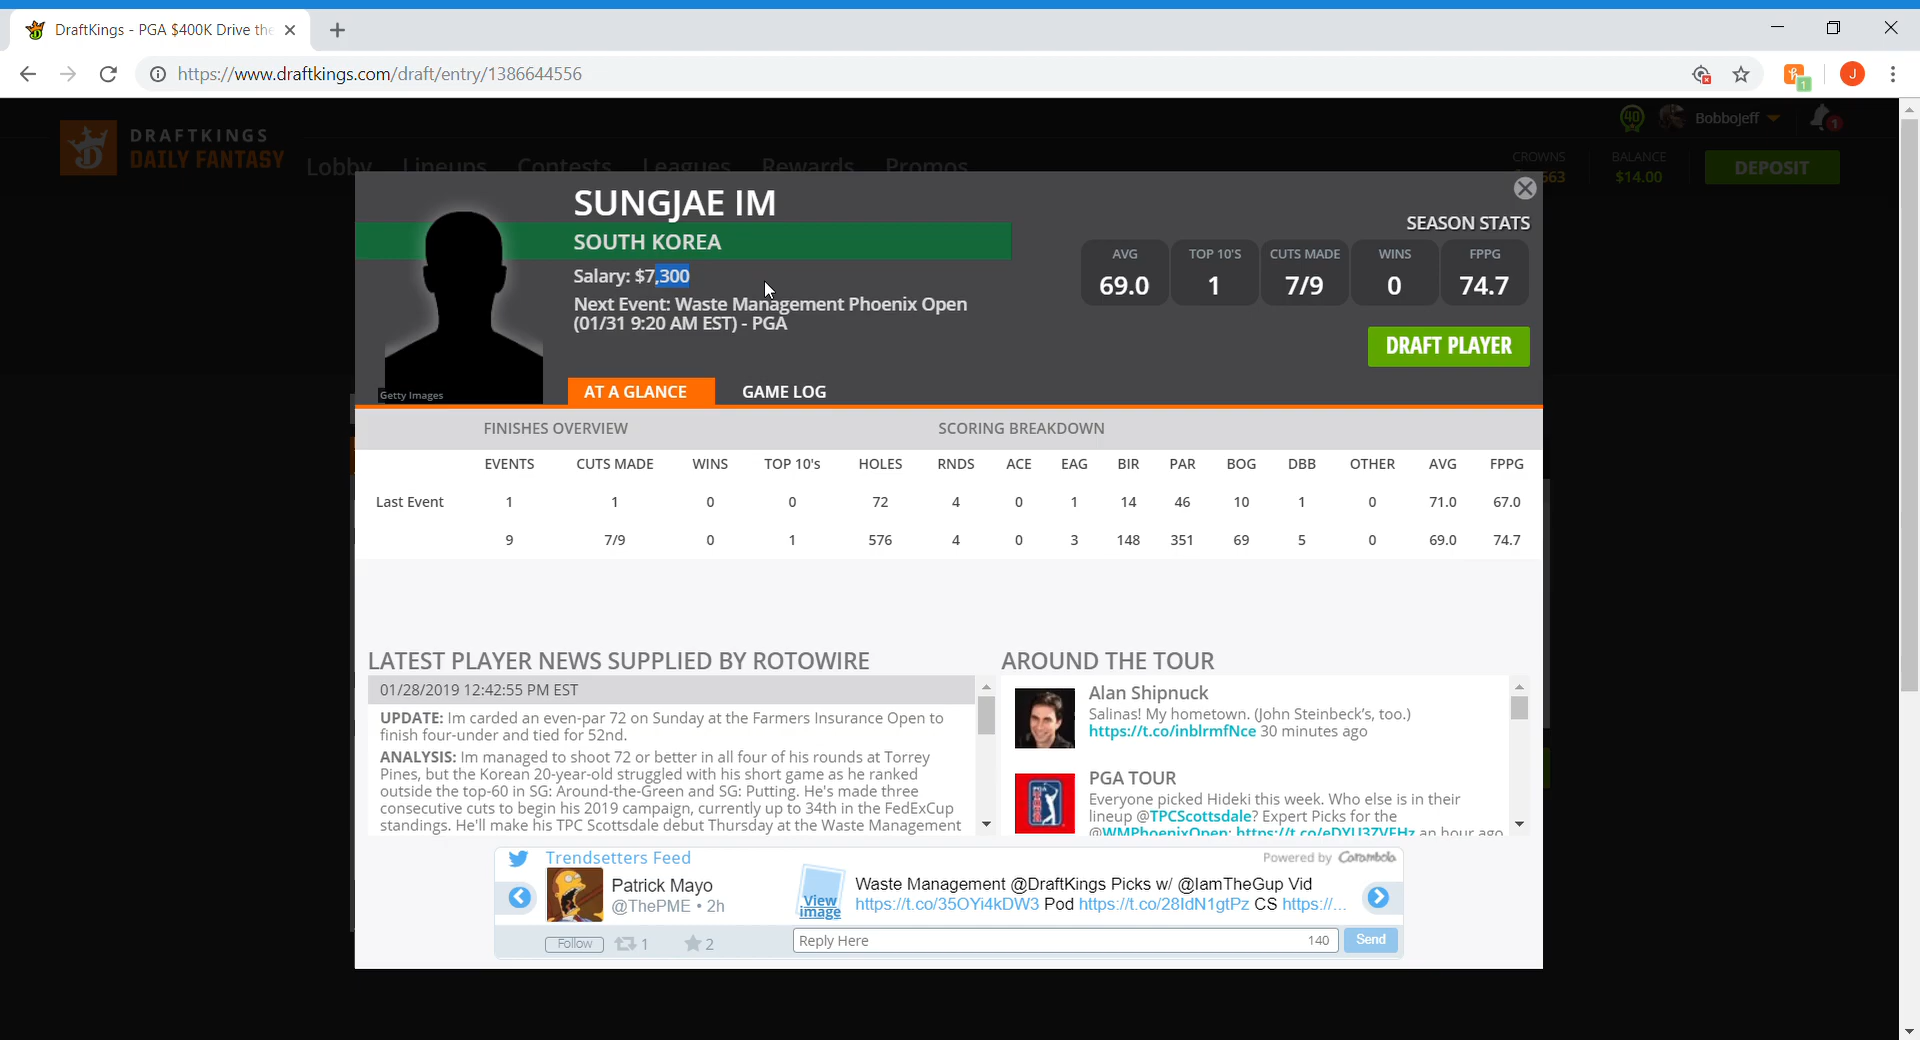 DraftKings - PGA $400K Drive the
https://www.draftkings.com/draft/entry/1386644556
J
1
DRAFTKINGS
DAILY FANTASY
Lobby Lineups Contests Leagues Rewards Promos
40
BobboJeff
1
CROWNS
563
BALANCE
$14.00
DEPOSIT
SUNGJAE IM
SOUTH KOREA
Salary: $7,300
Next Event: Waste Management Phoenix Open
(01/31 9:20 AM EST) - PGA
Getty Images
SEASON STATS
AVG TOP 10'S CUTS MADE WINS FPPG
69.0 1 7/9 0 74.7
DRAFT PLAYER
AT A GLANCE GAME LOG
FINISHES OVERVIEW SCORING BREAKDOWN
EVENTS CUTS MADE WINS TOP 10's HOLES RNDS ACE EAG BIR PAR BOG DBB OTHER AVG FPPG
Last Event 1 1 0 0 72 4 0 1 14 46 10 1 0 71.0 67.0
9 7/9 0 1 576 4 0 3 148 351 69 5 0 69.0 74.7
LATEST PLAYER NEWS SUPPLIED BY ROTOWIRE
01/28/2019 12:42:55 PM EST
UPDATE: Im carded an even-par 72 on Sunday at the Farmers Insurance Open to
finish four-under and tied for 52nd.
ANALYSIS: Im managed to shoot 72 or better in all four of his rounds at Torrey
Pines, but the Korean 20-year-old struggled with his short game as he ranked
outside the top-60 in SG: Around-the-Green and SG: Putting. He's made three
consecutive cuts to begin his 2019 campaign, currently up to 34th in the FedExCup
standings. He'll make his TPC Scottsdale debut Thursday at the Waste Management
AROUND THE TOUR
Alan Shipnuck
Salinas! My hometown. (John Steinbeck's, too.)
https://t.co/inblrmfNce 30 minutes ago
PGA TOUR
Everyone picked Hideki this week. Who else is in their
lineup @TPCScottsdale? Expert Picks for the
@WMPhoenixOpen: https://t.co/eDYU3ZVFHz an hour ago
Trendsetters Feed
Powered by Carambola
Patrick Mayo
@ThePME • 2h
View
image
Waste Management @DraftKings Picks w/ @IamTheGup Vid
https://t.co/35OYi4kDW3 Pod https://t.co/28IdN1gtPz CS https://...
Follow 1 2
Reply Here 140 Send